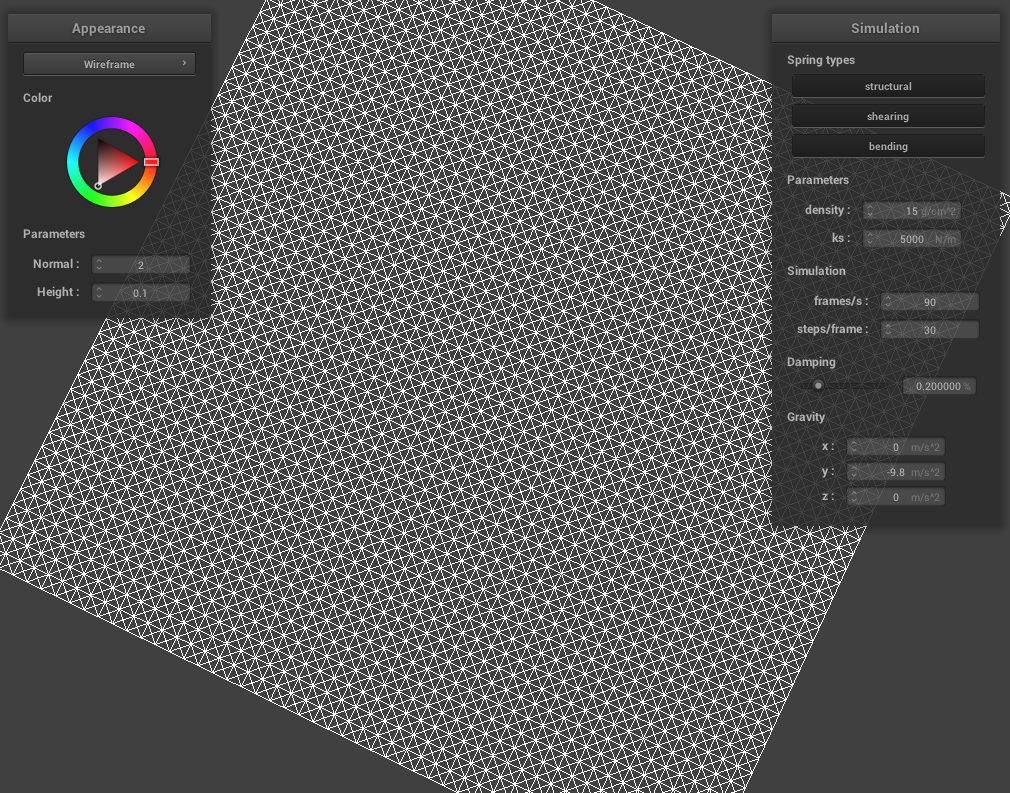 Appearance
Wireframe
Color
Parameters
Normal : 2
Height : 0.1
Simulation
Spring types
structural
shearing
bending
Parameters
density : 15 g/cm^2
ks : 5000 N/m
Simulation
frames/s : 90
steps/frame : 30
Damping
0.200000 %
Gravity
x : 0 m/s^2
y : -9.8 m/s^2
z : 0 m/s^2